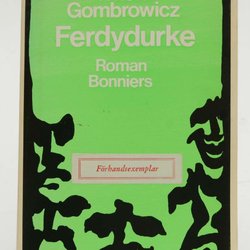 Gombrowicz
Ferdydurke
Roman
Bonniers
Förhandsexemplar